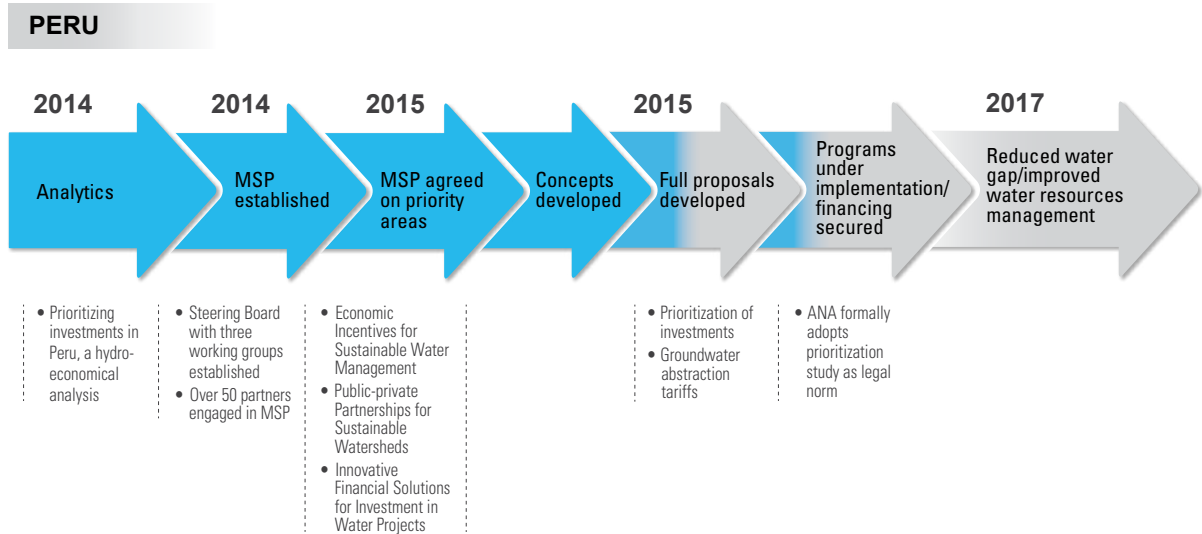 PERU
2014
2014
2015
2015
2017
Analytics
MSP
established
MSP agreed
on priority
areas
Concepts
developed
Full proposals
developed
Programs
under
implementation/
financing
secured
Reduced water
gap/improved
water resources
management
• Prioritizing
investments in
Peru, a hydro-
economical
analysis
• Steering Board
with three
working groups
established
• Over 50 partners
engaged in MSP
• Economic
Incentives for
Sustainable Water
Management
• Public-private
Partnerships for
Sustainable
Watersheds
• Innovative
Financial Solutions
for Investment in
Water Projects
• Prioritization of
investments
• Groundwater
abstraction
tariffs
• ANA formally
adopts
prioritization
study as legal
norm